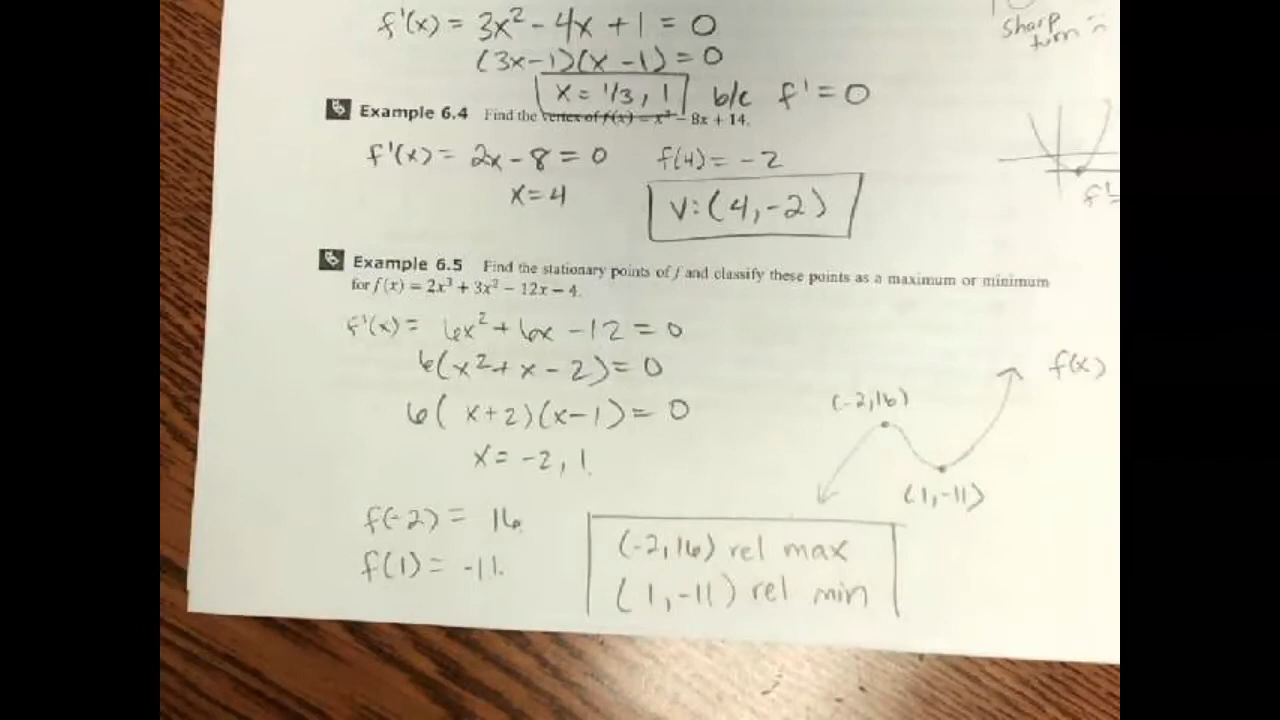 f'(x) = 3x² - 4x + 1 = 0
sharp
turn
(3x-1)(x-1) = 0
x = 1/3, 1 b/c f' = 0
Example 6.4 Find the vertex of f(x) = x² - 8x + 14.
f'(x) = 2x - 8 = 0 f(4) = -2
x = 4
V: (4, -2)
f'=
Example 6.5 Find the stationary points of f and classify these points as a maximum or minimum
for f(x) = 2x³ + 3x² - 12x - 4.
f'(x) = 6x² + 6x - 12 = 0
6(x² + x - 2) = 0
f(x)
(-2,16)
6(x+2)(x-1) = 0
x = -2, 1
(1,-11)
f(-2) = 16
f(1) = -11
(-2,16) rel max
(1,-11) rel min